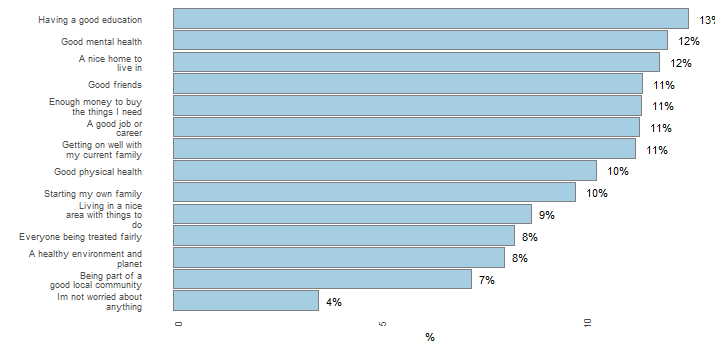 Having a good education
13%
Good mental health
12%
A nice home to
live in
12%
Good friends
11%
Enough money to buy
the things I need
11%
A good job or
career
11%
Getting on well with
my current family
11%
Good physical health
10%
Starting my own family
10%
Living in a nice
area with things to
do
9%
Everyone being treated fairly
8%
A healthy environment and
planet
8%
Being part of a
good local community
7%
Im not worried about
anything
4%
0
5
10
%